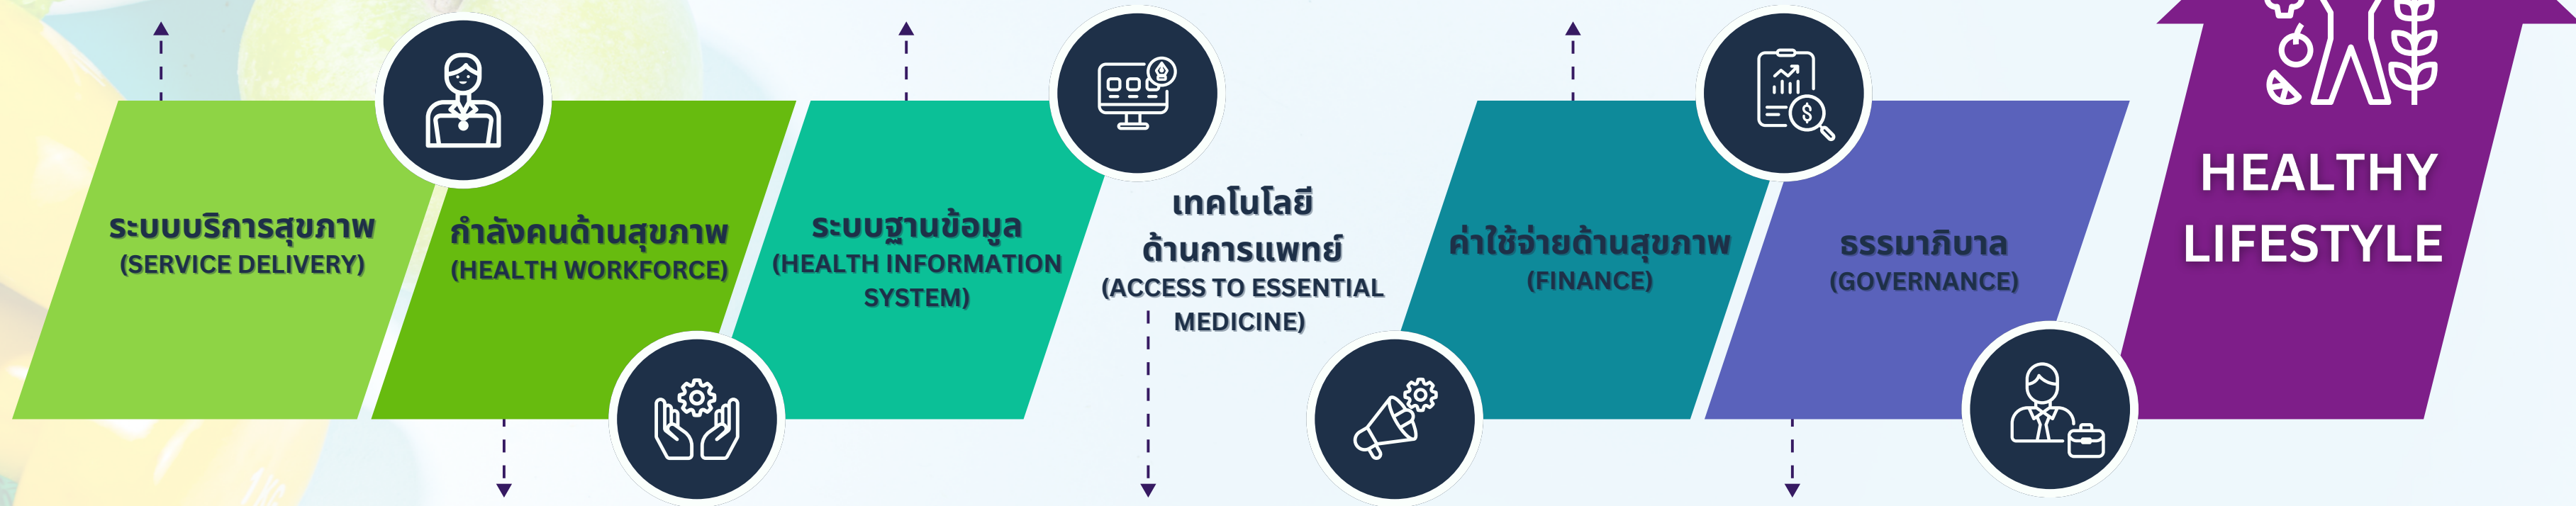 ระบบบริการสุขภาพ
(SERVICE DELIVERY)
กำลังคนด้านสุขภาพ
(HEALTH WORKFORCE)
ระบบฐานข้อมูล
(HEALTH INFORMATION
SYSTEM)
เทคโนโลยี
ด้านการแพทย์
(ACCESS TO ESSENTIAL
MEDICINE)
ค่าใช้จ่ายด้านสุขภาพ
(FINANCE)
ธรรมาภิบาล
(GOVERNANCE)
HEALTHY
LIFESTYLE